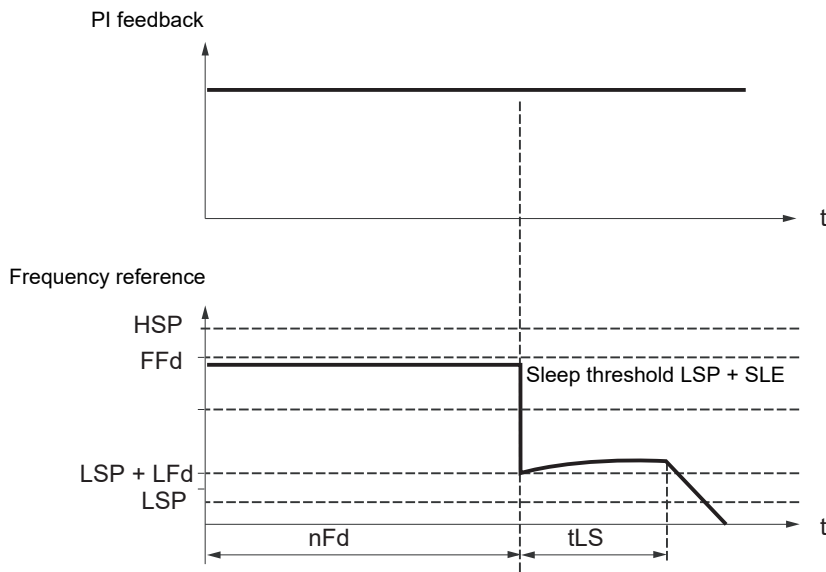 PI feedback
t
Frequency reference
HSP
FFd
Sleep threshold LSP + SLE
LSP + LFd
LSP
t
nFd
tLS